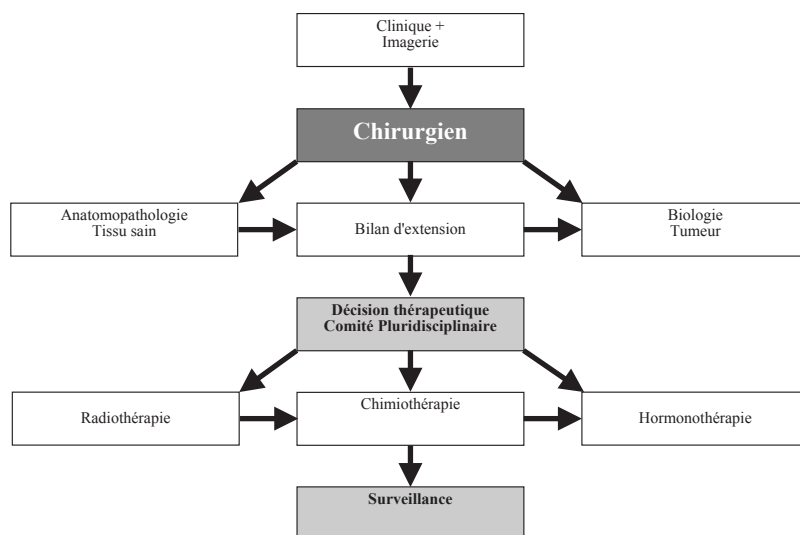 Clinique +
Imagerie
Chirurgien
Anatomopathologie
Tissu sain
Bilan d'extension
Biologie
Tumeur
Décision thérapeutique
Comité Pluridisciplinaire
Radiothérapie
Chimiothérapie
Hormonothérapie
Surveillance